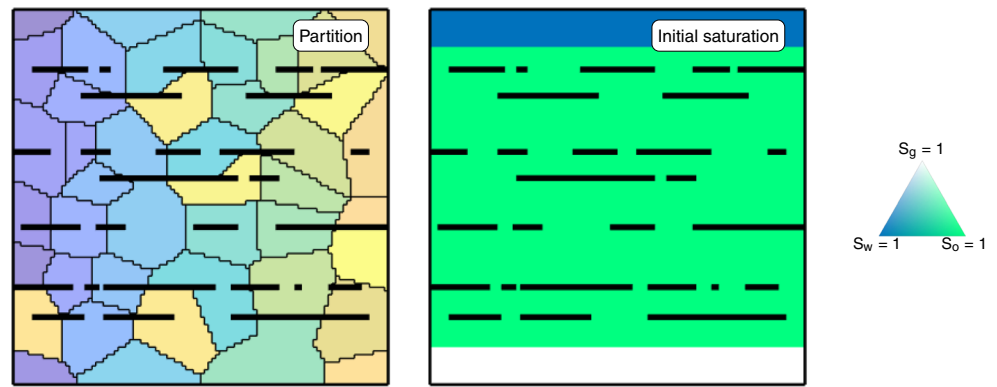 Partition
Initial saturation
Sg = 1
Sw = 1
So = 1